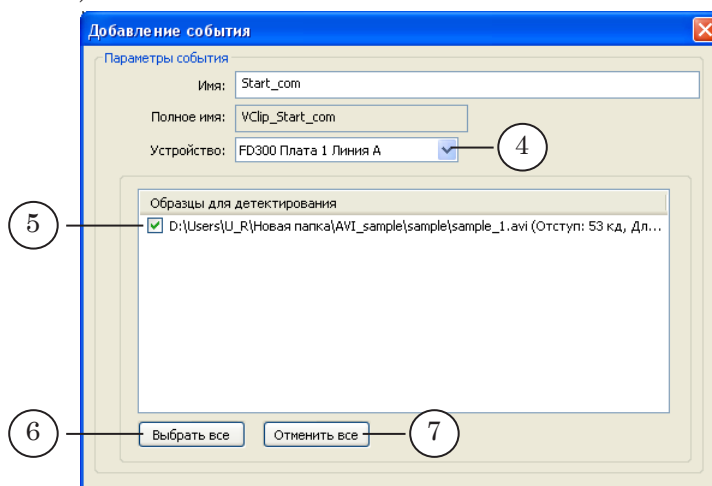 Добавление события
Параметры события
Имя: Start_com
Полное имя: VClip_Start_com
Устройство: FD300 Плата 1 Линия А
4
Образцы для детектирования
5
D:\Users\U_R\Новая папка\AVI_sample\sample\sample_1.avi (Отступ: 53 кд, Дл...
6
Выбрать все Отменить все
7